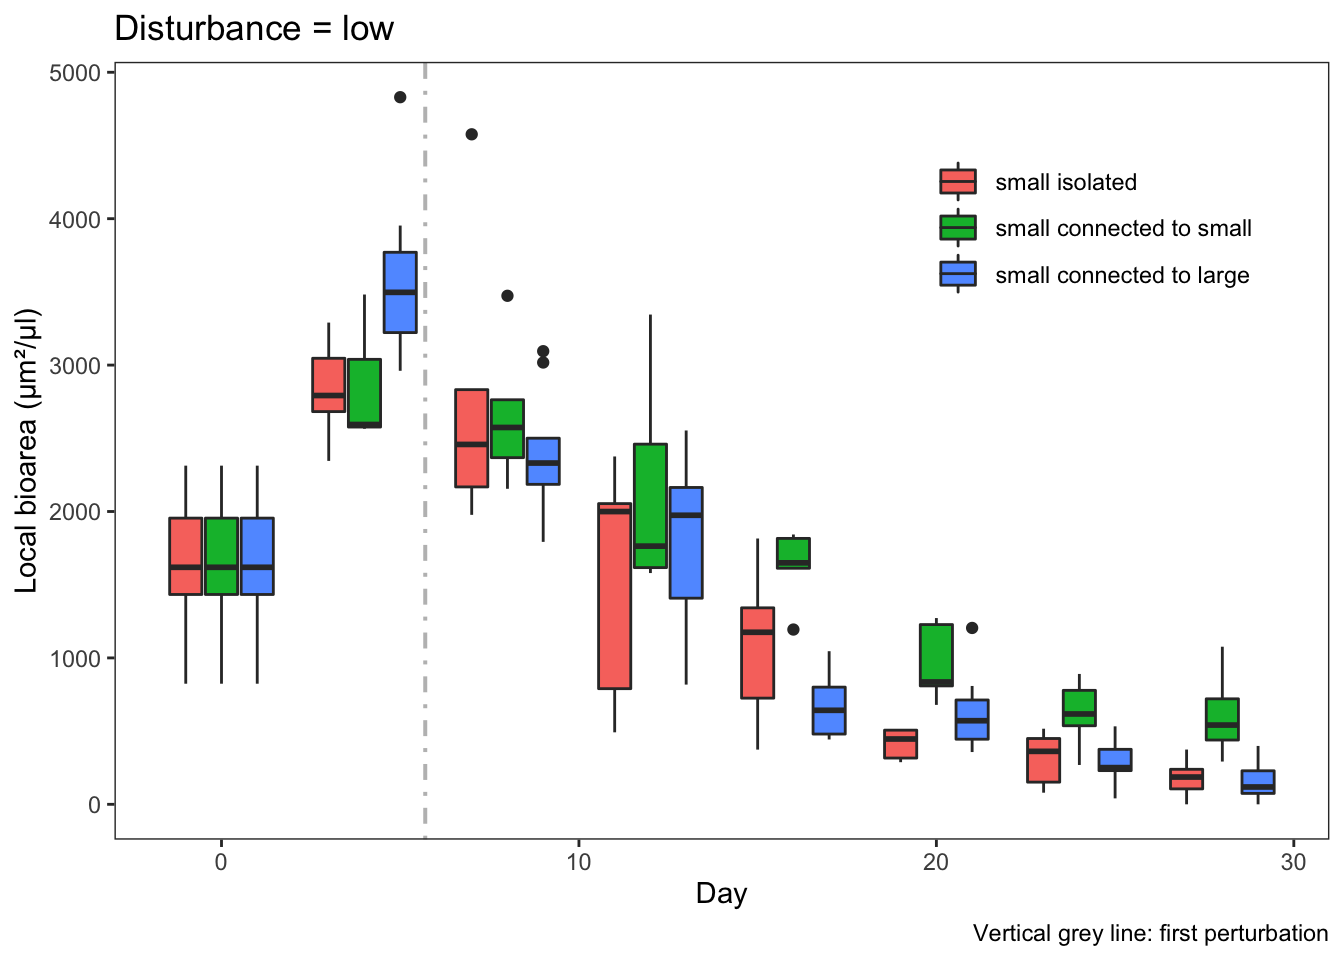 Disturbance = low
5000
4000
3000
2000
1000
0
Local bioarea (µm²/µl)
small isolated
small connected to small
small connected to large
0
10
20
30
Day
Vertical grey line: first perturbation